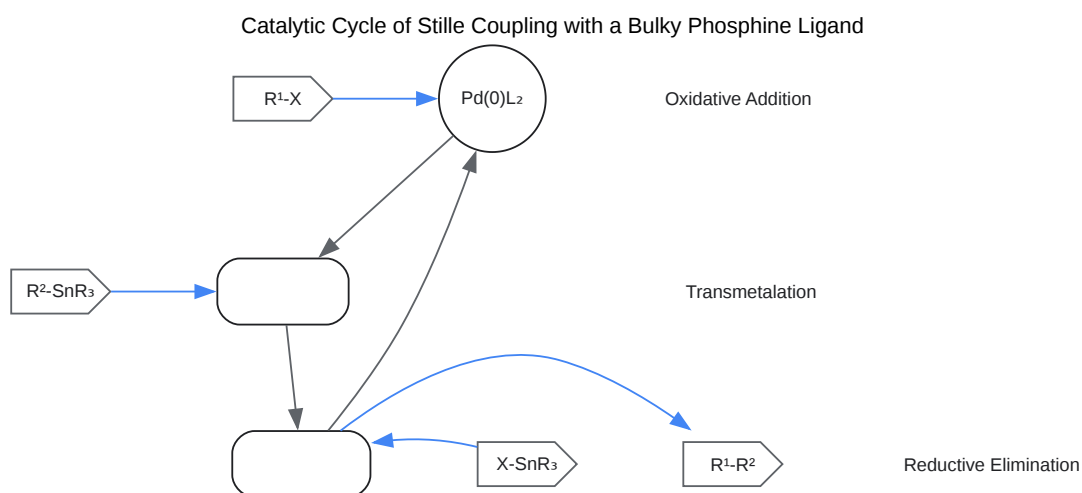 Catalytic Cycle of Stille Coupling with a Bulky Phosphine Ligand
R¹-X
Pd(0)L₂
Oxidative Addition
R²-SnR₃
Transmetalation
X-SnR₃
R¹-R²
Reductive Elimination